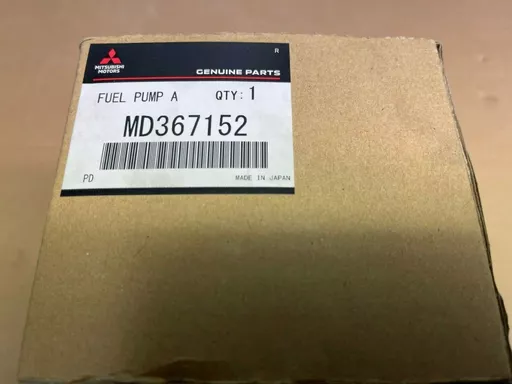 R
MITSUBISHI
MOTORS
GENUINE PARTS
FUEL PUMP A QTY: 1
MD367152
PD MADE IN JAPAN